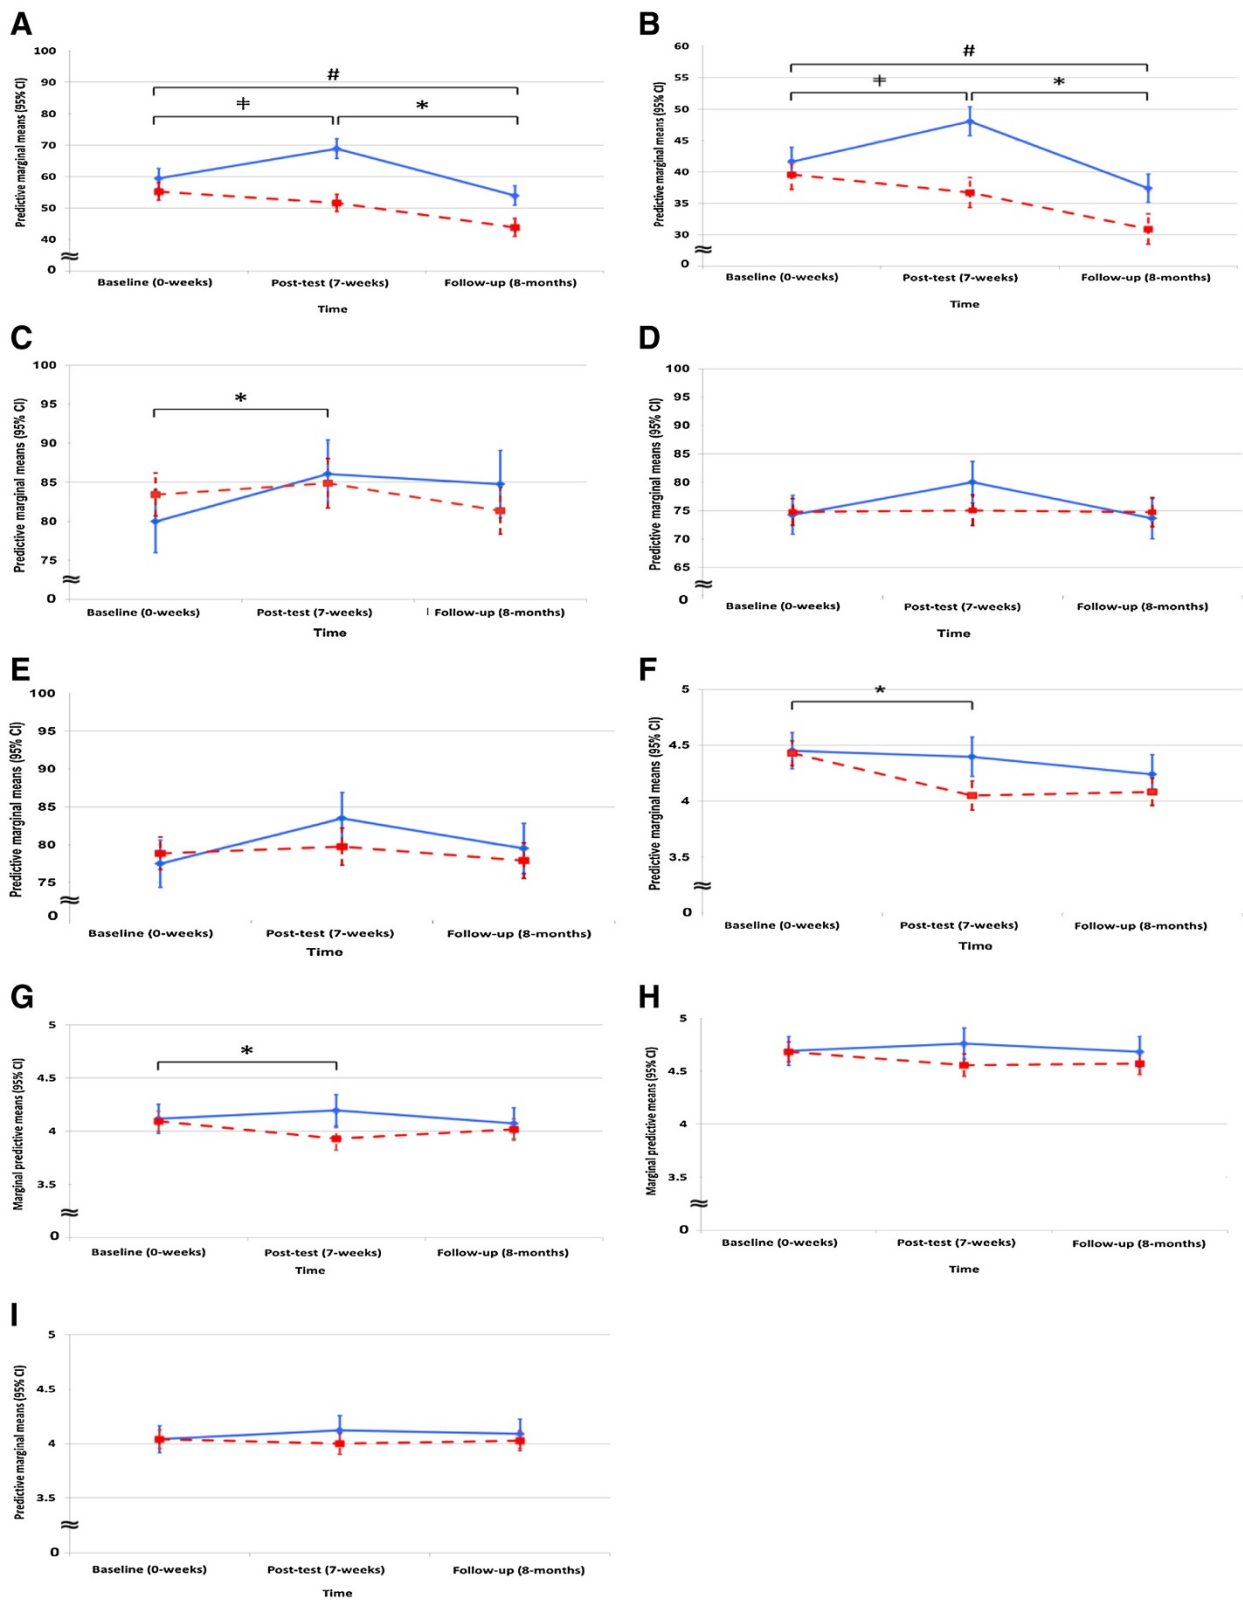 A
Predictive marginal means (95% CI)
100
90
80
70
60
50
40
≈
0
#
ǂ
*
Baseline (0-weeks) Post-test (7-weeks) Follow-up (8-months)
Time
B
Predictive marginal means (95% CI)
60
55
50
45
40
35
30
≈
0
#
ǂ
*
Baseline (0-weeks) Post-test (7-weeks) Follow-up (8-months)
Time
C
Predictive marginal means (95% CI)
100
95
90
85
80
75
≈
0
*
Baseline (0-weeks) Post-test (7-weeks) Follow-up (8-months)
Time
D
Predictive marginal means (95% CI)
100
95
90
85
80
75
70
65
≈
0
Baseline (0-weeks) Post-test (7-weeks) Follow-up (8-months)
Time
E
Predictive marginal means (95% CI)
100
95
90
85
80
75
≈
0
Baseline (0-weeks) Post-test (7-weeks) Follow-up (8-months)
Time
F
Predictive marginal means (95% CI)
5
4.5
4
3.5
≈
0
*
Baseline (0-weeks) Post-test (7-weeks) Follow-up (8-months)
Time
G
Marginal predictive means (95% CI)
5
4.5
4
3.5
≈
0
*
Baseline (0-weeks) Post-test (7-weeks) Follow-up (8-months)
Time
H
Marginal predictive means (95% CI)
5
4.5
4
3.5
≈
0
Baseline (0-weeks) Post-test (7-weeks) Follow-up (8-months)
Time
I
Predictive marginal means (95% CI)
5
4.5
4
3.5
≈
0
Baseline (0-weeks) Post-test (7-weeks) Follow-up (8-months)
Time